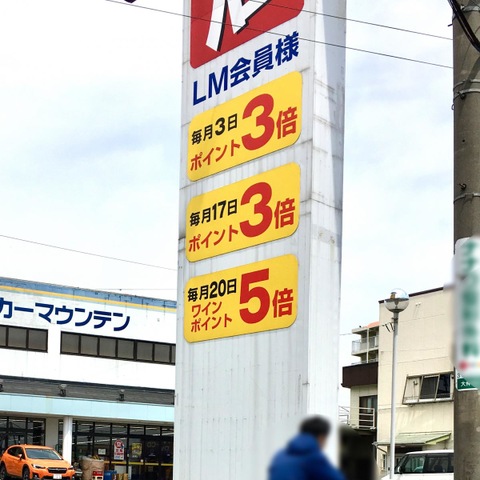 LM会員様
毎月3日
ポイント3倍
毎月17日
ポイント3倍
毎月20日
ワイン
ポイント5倍
カーマウンテン